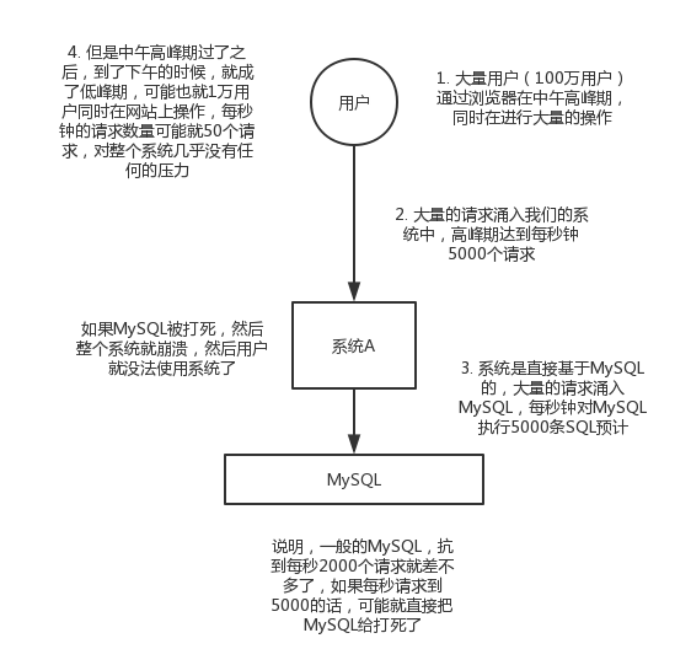 4. 但是中午高峰期过了之
后，到了下午的时候，就成
了低峰期，可能也就1万用
户同时在网站上操作，每秒
钟的请求数量可能就50个请
求，对整个系统几乎没有任
何的压力
用户
1. 大量用户（100万用户）
通过浏览器在中午高峰期，
同时在进行大量的操作
2. 大量的请求涌入我们的系
统中，高峰期达到每秒钟
5000个请求
如果MySQL被打死，然后
整个系统就崩溃，然后用户
就没法使用系统了
系统A
3. 系统是直接基于MySQL
的，大量的请求涌入
MySQL，每秒钟对MySQL
执行5000条SQL预计
MySQL
说明，一般的MySQL，抗
到每秒2000个请求就差不
多了，如果每秒请求到
5000的话，可能就直接把
MySQL给打死了